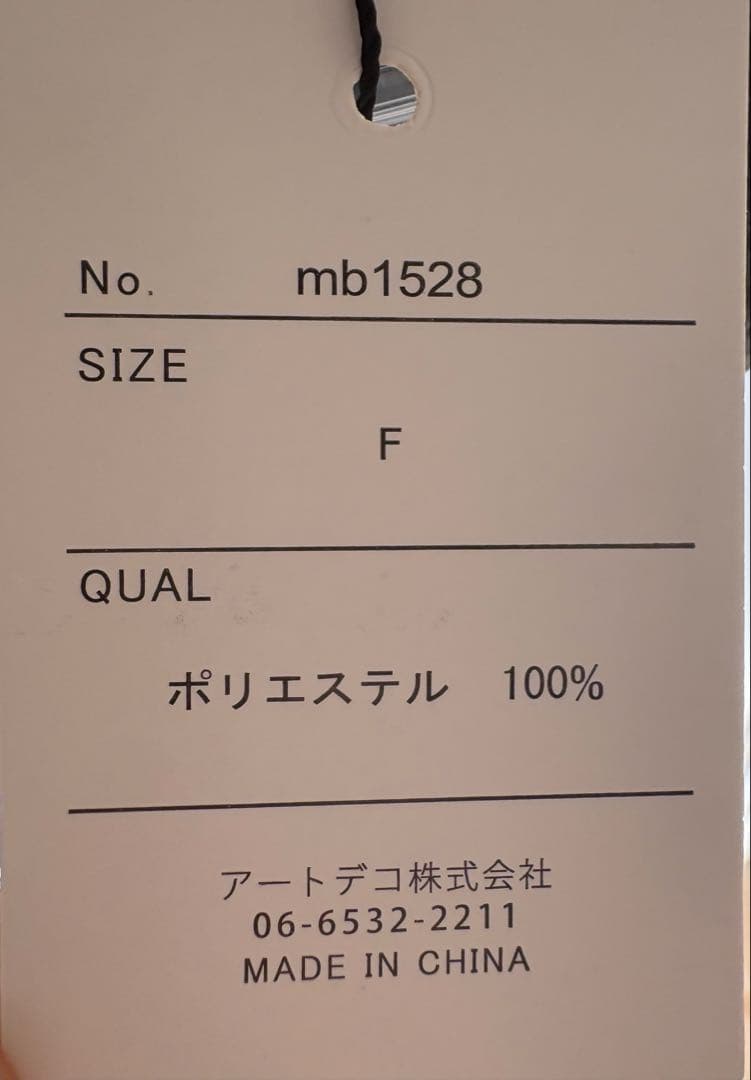 No. mb1528
SIZE
F
QUAL
ポリエステル 100%
アートデコ株式会社
06-6532-2211
MADE IN CHINA